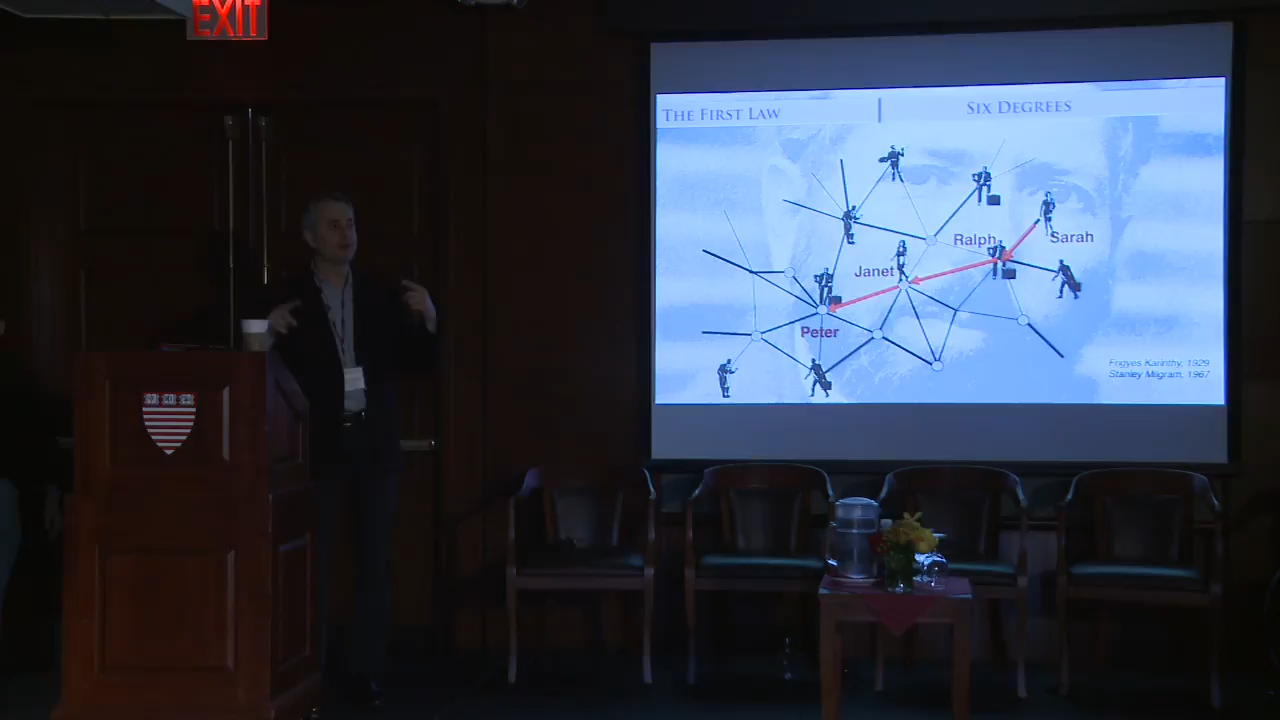 EXIT
THE FIRST LAW
SIX DEGREES
Ralph
Sarah
Janet
Peter
Frigyes Karinthy, 1929
Stanley Milgram, 1967